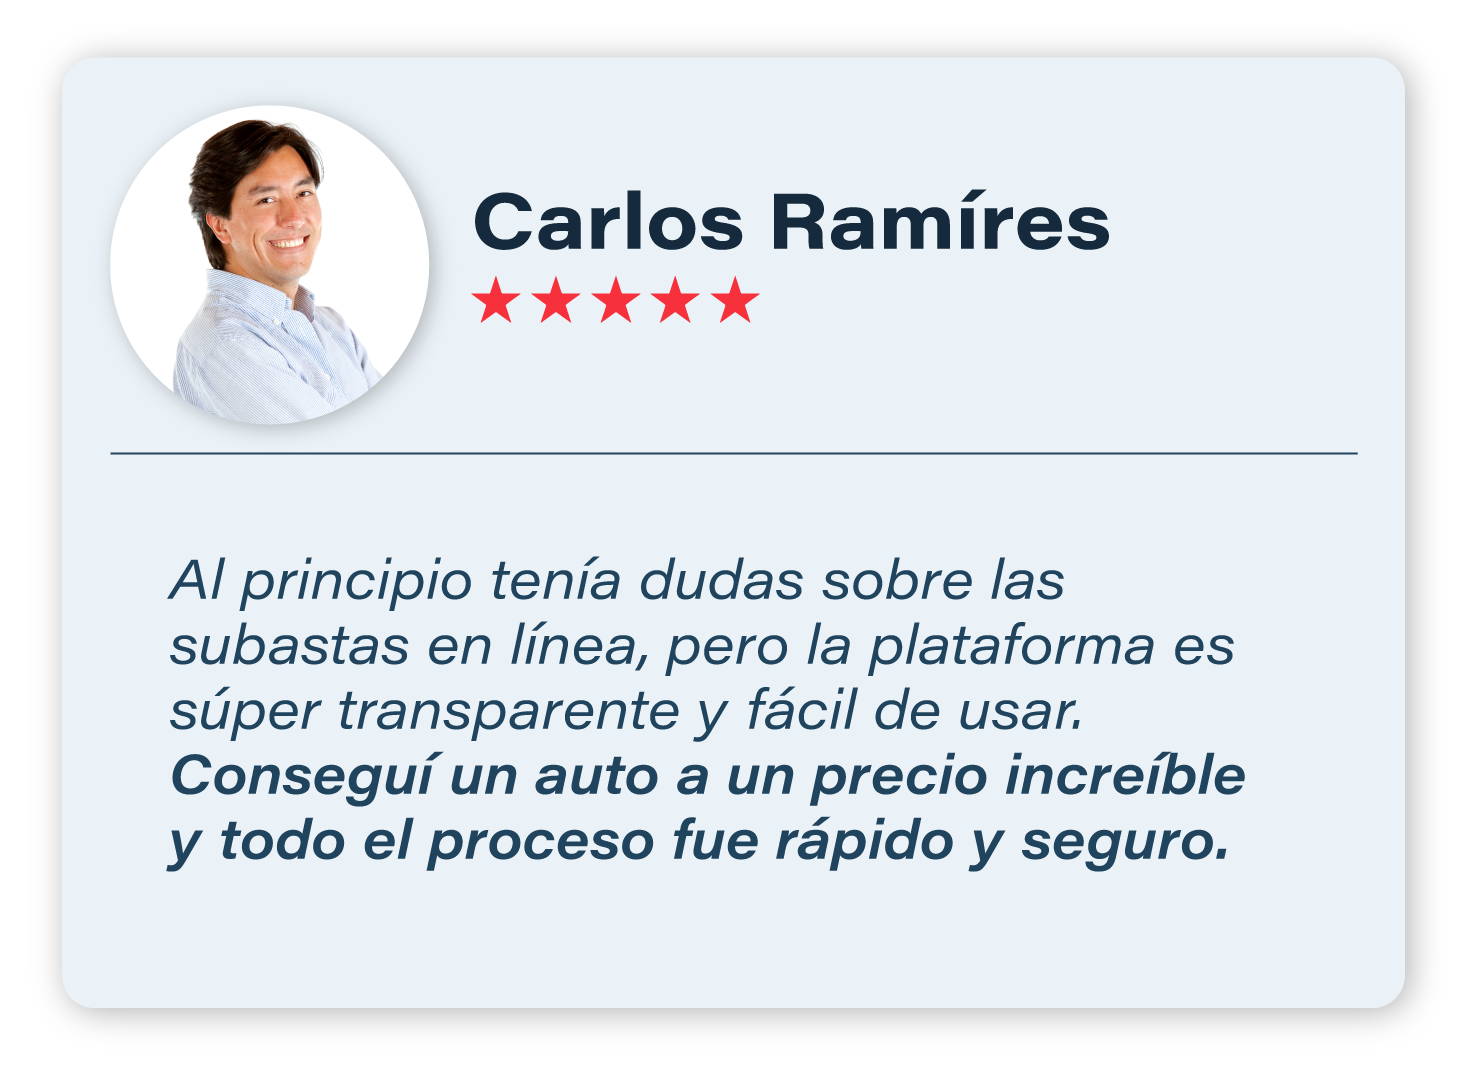 Carlos Ramíres
Al principio tenía dudas sobre las
subastas en línea, pero la plataforma es
súper transparente y fácil de usar.
Conseguí un auto a un precio increíble
y todo el proceso fue rápido y seguro.